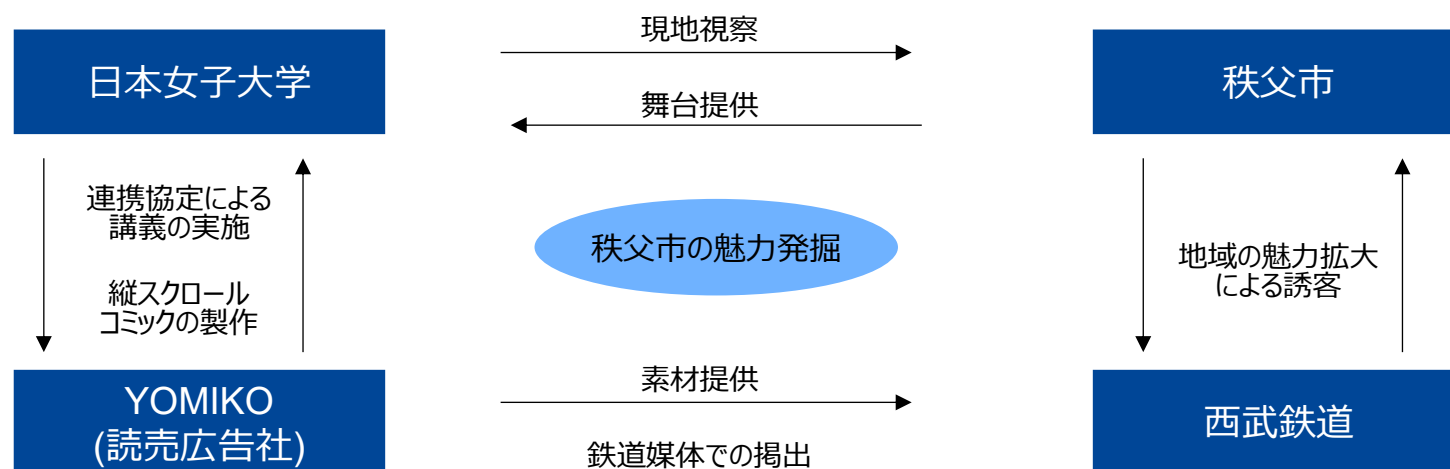 現地視察
日本女子大学
秩父市
舞台提供
連携協定による
講義の実施
秩父市の魅力発掘
地域の魅力拡大
による誘客
縦スクロール
コミックの製作
素材提供
YOMIKO
(読売広告社)
西武鉄道
鉄道媒体での掲出